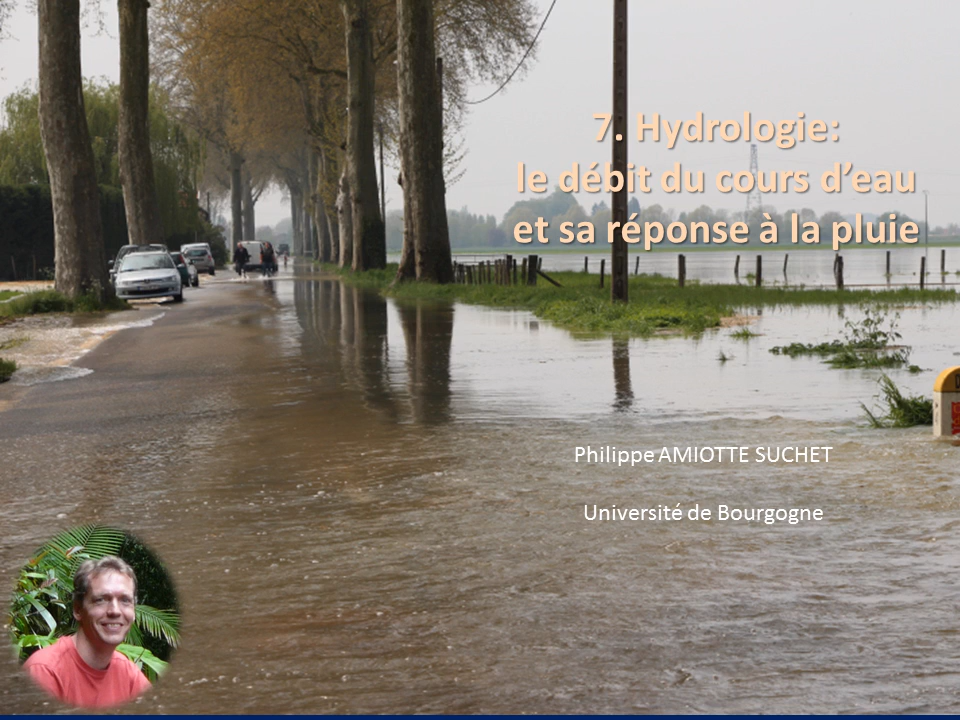 7. Hydrologie:
le débit du cours d’eau
et sa réponse à la pluie
Philippe AMIOTTE SUCHET
Université de Bourgogne